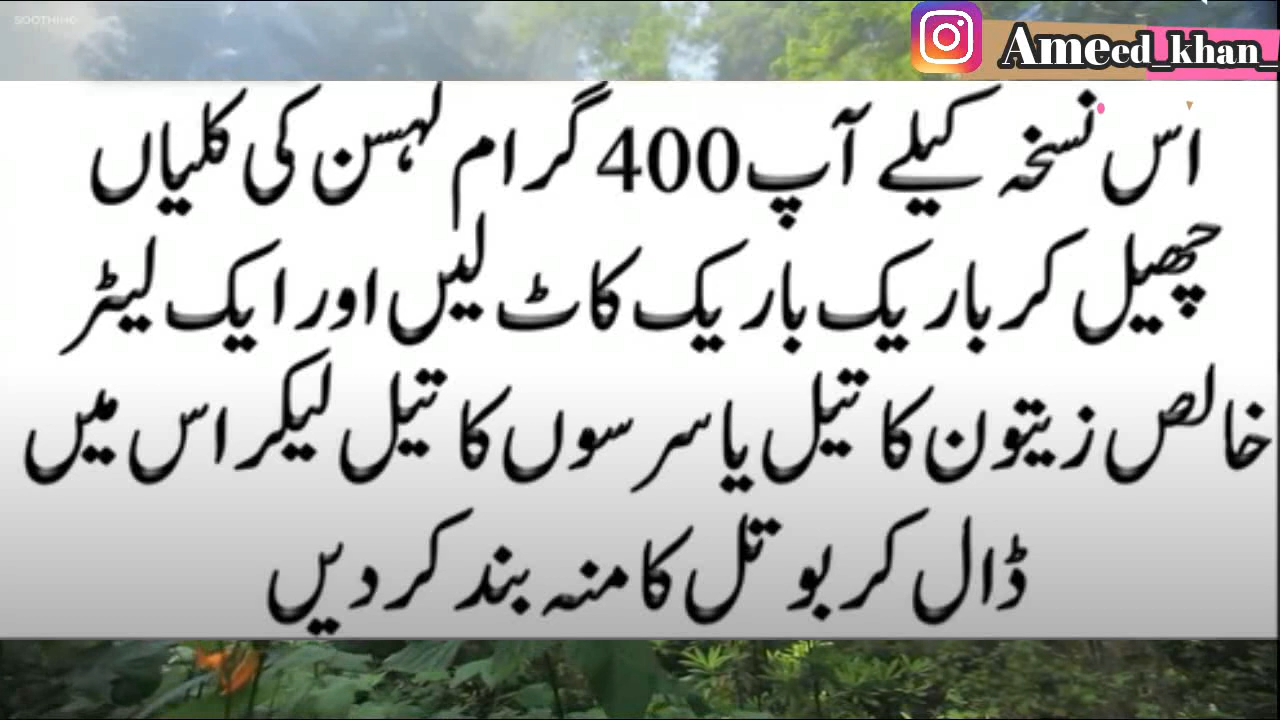 SOOTHING
Ameed_khan_
اس نسخہ کیلے آپ 400 گرام لہسن کی کلیاں
چھیل کر باریک باریک کاٹ لیں اور ایک لیٹر
خالص زیتون کا تیل یا سرسوں کا تیل لیکر اس میں
ڈال کر بوتل کا منہ بند کر دیں